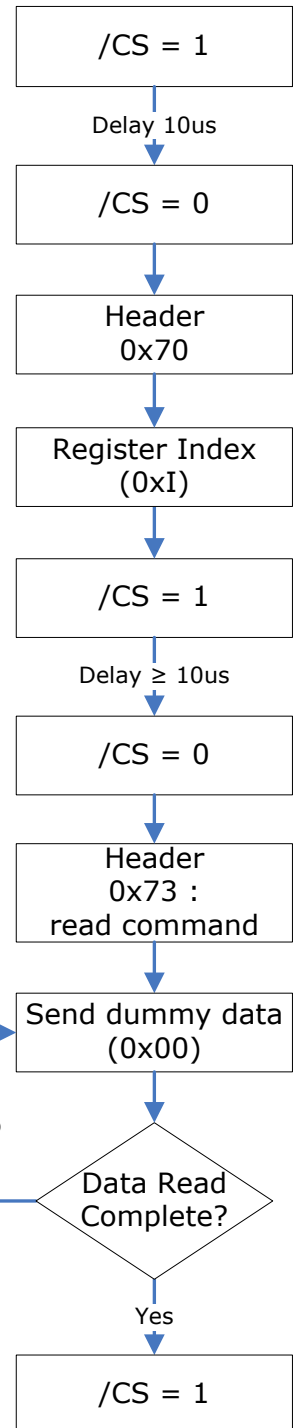 /CS = 1
Delay 10us
/CS = 0
Header
0x70
Register Index
(0xI)
/CS = 1
Delay ≥ 10us
/CS = 0
Header
0x73 :
read command
Send dummy data
(0x00)
Data Read
Complete?
Yes
/CS = 1